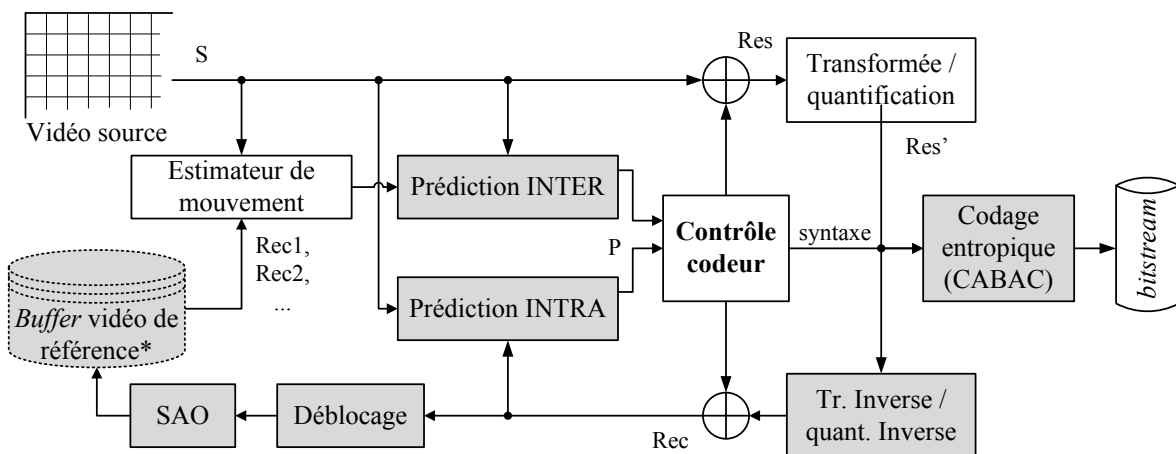 S
Res
Transformée /
quantification
Vidéo source
Res’
Estimateur de
mouvement
Prédiction INTER
Rec1,
Rec2,
...
P
Contrôle
codeur
syntaxe
Codage
entropique
(CABAC)
bitstream
Buffer vidéo de
référence*
Prédiction INTRA
SAO
Déblocage
Rec
Tr. Inverse /
quant. Inverse